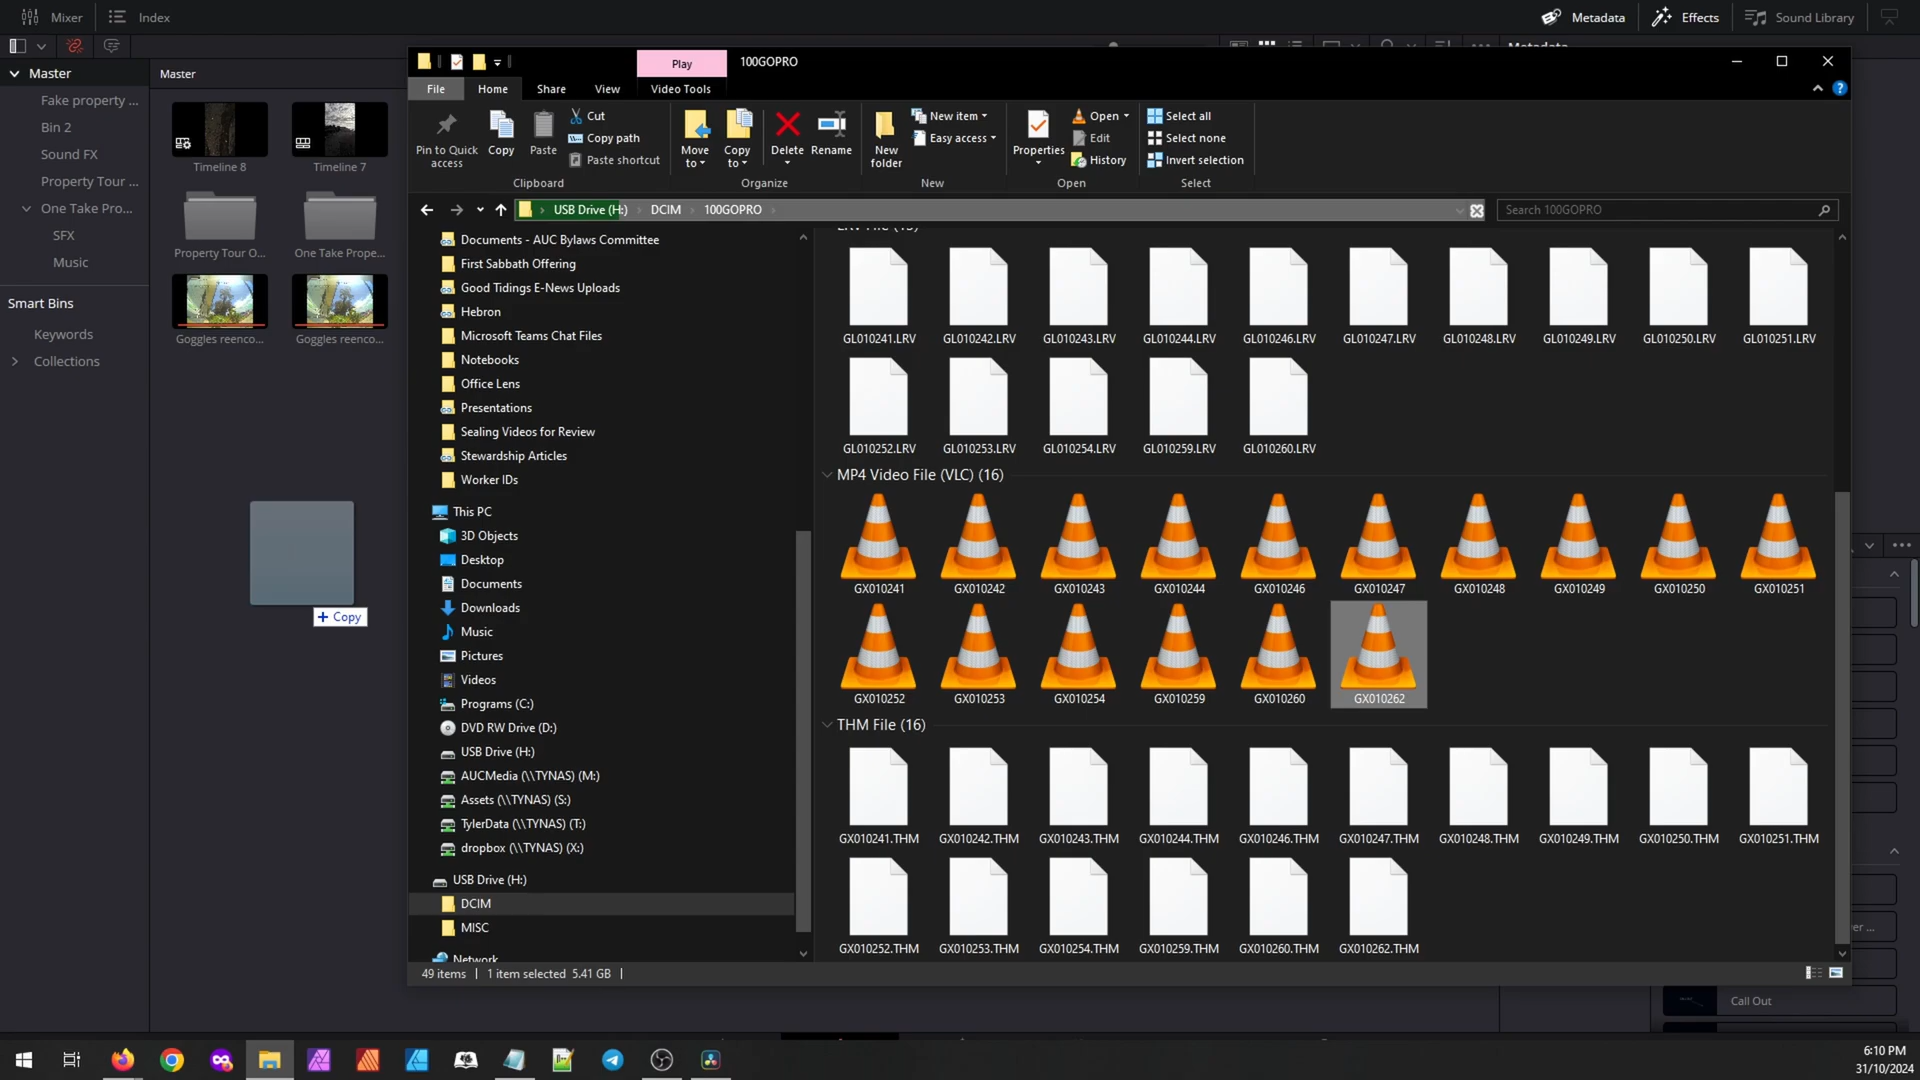 Mixer
Index
Metadata
Effects
Sound Library
Master
Fake property ...
Bin 2
Sound FX
Property Tour ...
One Take Pro...
SFX
Music
Smart Bins
Keywords
Collections
Master
Timeline 8
Timeline 7
Property Tour O...
One Take Prope...
Goggles reenco...
Goggles reenco...
+ Copy
Play
100GOPRO
File
Home
Share
View
Video Tools
Pin to Quick access
Copy
Paste
Cut
Copy path
Paste shortcut
Clipboard
Move to
Copy to
Delete
Rename
Organize
New folder
New item
Easy access
New
Properties
Open
Edit
History
Open
Select all
Select none
Invert selection
Select
USB Drive (H:)
DCIM
100GOPRO
Search 100GOPRO
Documents - AUC Bylaws Committee
First Sabbath Offering
Good Tidings E-News Uploads
Hebron
Microsoft Teams Chat Files
Notebooks
Office Lens
Presentations
Sealing Videos for Review
Stewardship Articles
Worker IDs
This PC
3D Objects
Desktop
Documents
Downloads
Music
Pictures
Videos
Programs (C:)
DVD RW Drive (D:)
USB Drive (H:)
AUCMedia (\\TYNAS) (M:)
Assets (\\TYNAS) (S:)
TylerData (\\TYNAS) (T:)
dropbox (\\TYNAS) (X:)
USB Drive (H:)
DCIM
MISC
Network
GL010241.LRV
GL010242.LRV
GL010243.LRV
GL010244.LRV
GL010246.LRV
GL010247.LRV
GL010248.LRV
GL010249.LRV
GL010250.LRV
GL010251.LRV
GL010252.LRV
GL010253.LRV
GL010254.LRV
GL010259.LRV
GL010260.LRV
MP4 Video File (VLC) (16)
GX010241
GX010242
GX010243
GX010244
GX010246
GX010247
GX010248
GX010249
GX010250
GX010251
GX010252
GX010253
GX010254
GX010259
GX010260
GX010262
THM File (16)
GX010241.THM
GX010242.THM
GX010243.THM
GX010244.THM
GX010246.THM
GX010247.THM
GX010248.THM
GX010249.THM
GX010250.THM
GX010251.THM
GX010252.THM
GX010253.THM
GX010254.THM
GX010259.THM
GX010260.THM
GX010262.THM
49 items
1 item selected 5.41 GB
er ...
Call Out
6:10 PM
31/10/2024